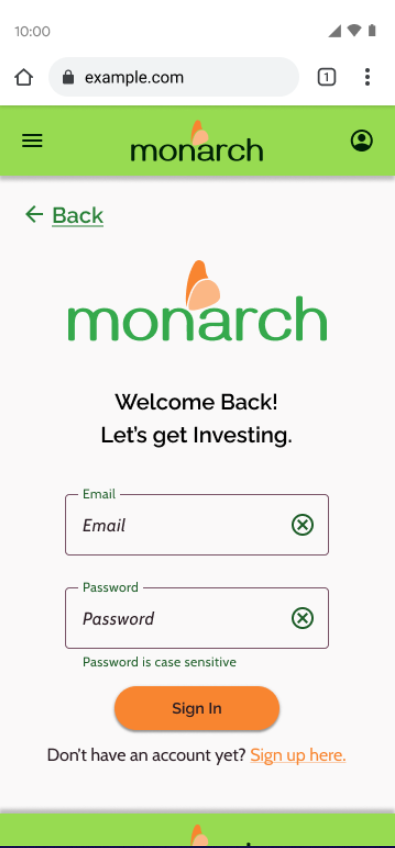 10:00
example.com
1
monarch
Back
monarch
Welcome Back!
Let's get Investing.
Email
Email
Password
Password
Password is case sensitive
Sign In
Don't have an account yet? Sign up here.